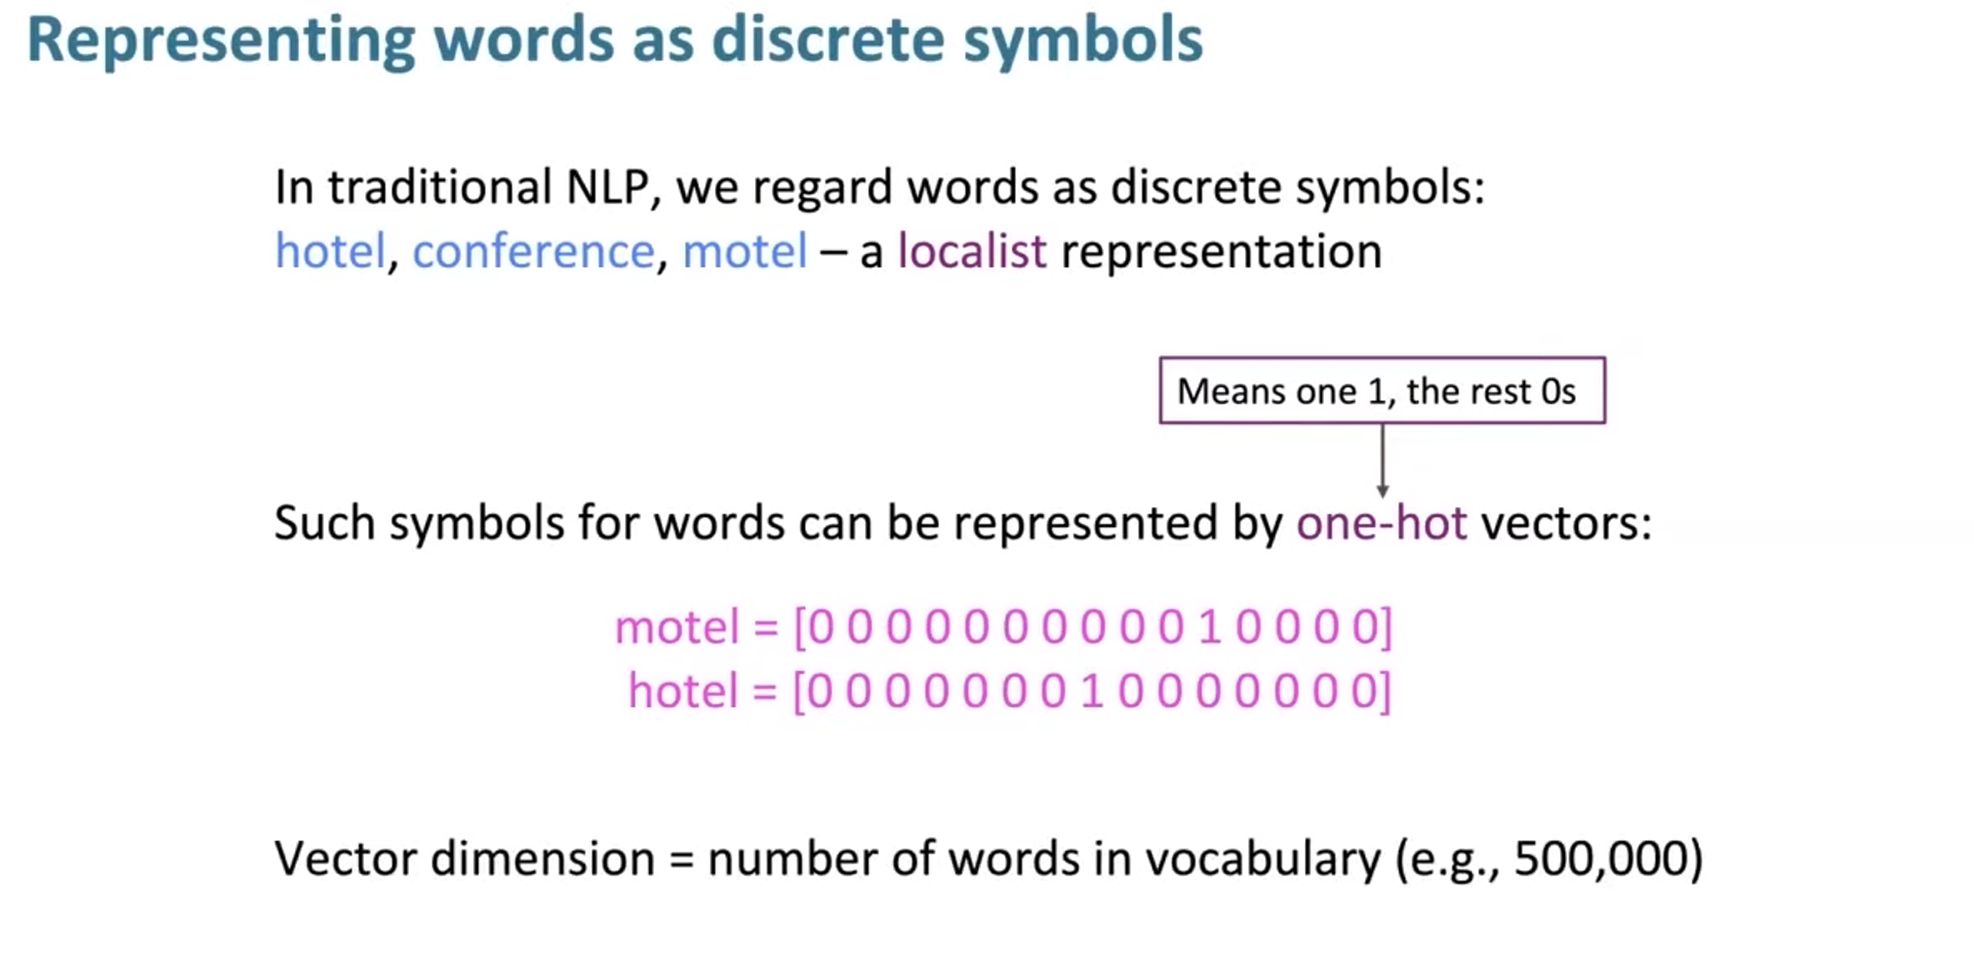 Representing words as discrete symbols
In traditional NLP, we regard words as discrete symbols:
hotel, conference, motel – a localist representation
Means one 1, the rest 0s
Such symbols for words can be represented by one-hot vectors:
motel = [0 0 0 0 0 0 0 0 0 0 1 0 0 0 0]
hotel = [0 0 0 0 0 0 0 1 0 0 0 0 0 0 0]
Vector dimension = number of words in vocabulary (e.g., 500,000)